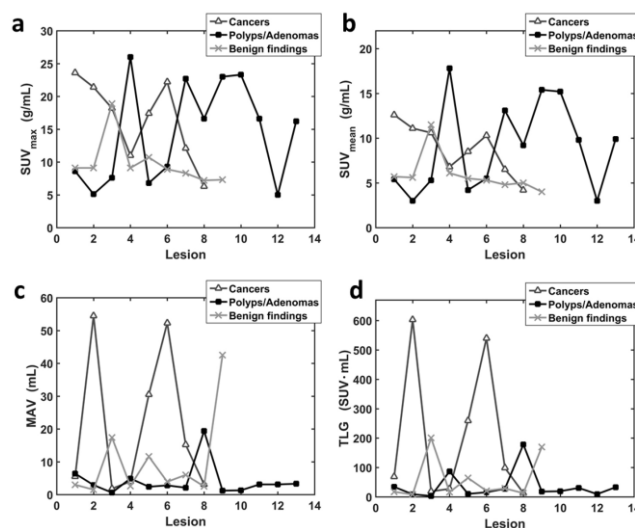 a
Cancers
Polyps/Adenomas
Benign findings
SUVmax (g/mL)
30
25
20
15
10
5
0
0 2 4 6 8 10 12 14
Lesion
b
Cancers
Polyps/Adenomas
Benign findings
SUVmean (g/mL)
20
15
10
5
0
0 2 4 6 8 10 12 14
Lesion
c
Cancers
Polyps/Adenomas
Benign findings
MAV (mL)
60
50
40
30
20
10
0
0 2 4 6 8 10 12 14
Lesion
d
Cancers
Polyps/Adenomas
Benign findings
TLG (SUV·mL)
600
500
400
300
200
100
0
0 2 4 6 8 10 12 14
Lesion